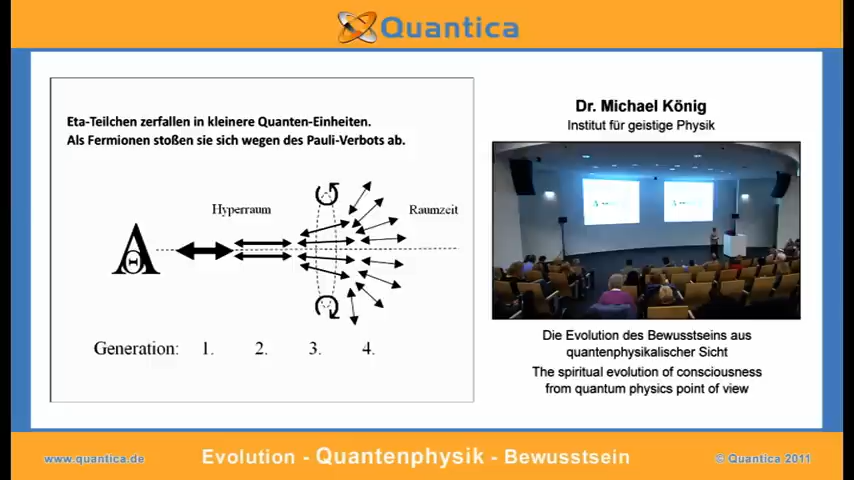 Quantica
Eta-Teilchen zerfallen in kleinere Quanten-Einheiten.
Als Fermionen stoßen sie sich wegen des Pauli-Verbots ab.
Hyperraum
Raumzeit
Generation: 1. 2. 3. 4.
Dr. Michael König
Institut für geistige Physik
Die Evolution des Bewusstseins aus
quantenphysikalischer Sicht
The spiritual evolution of consciousness
from quantum physics point of view
www.quantica.de
Evolution - Quantenphysik - Bewusstsein
© Quantica 2011